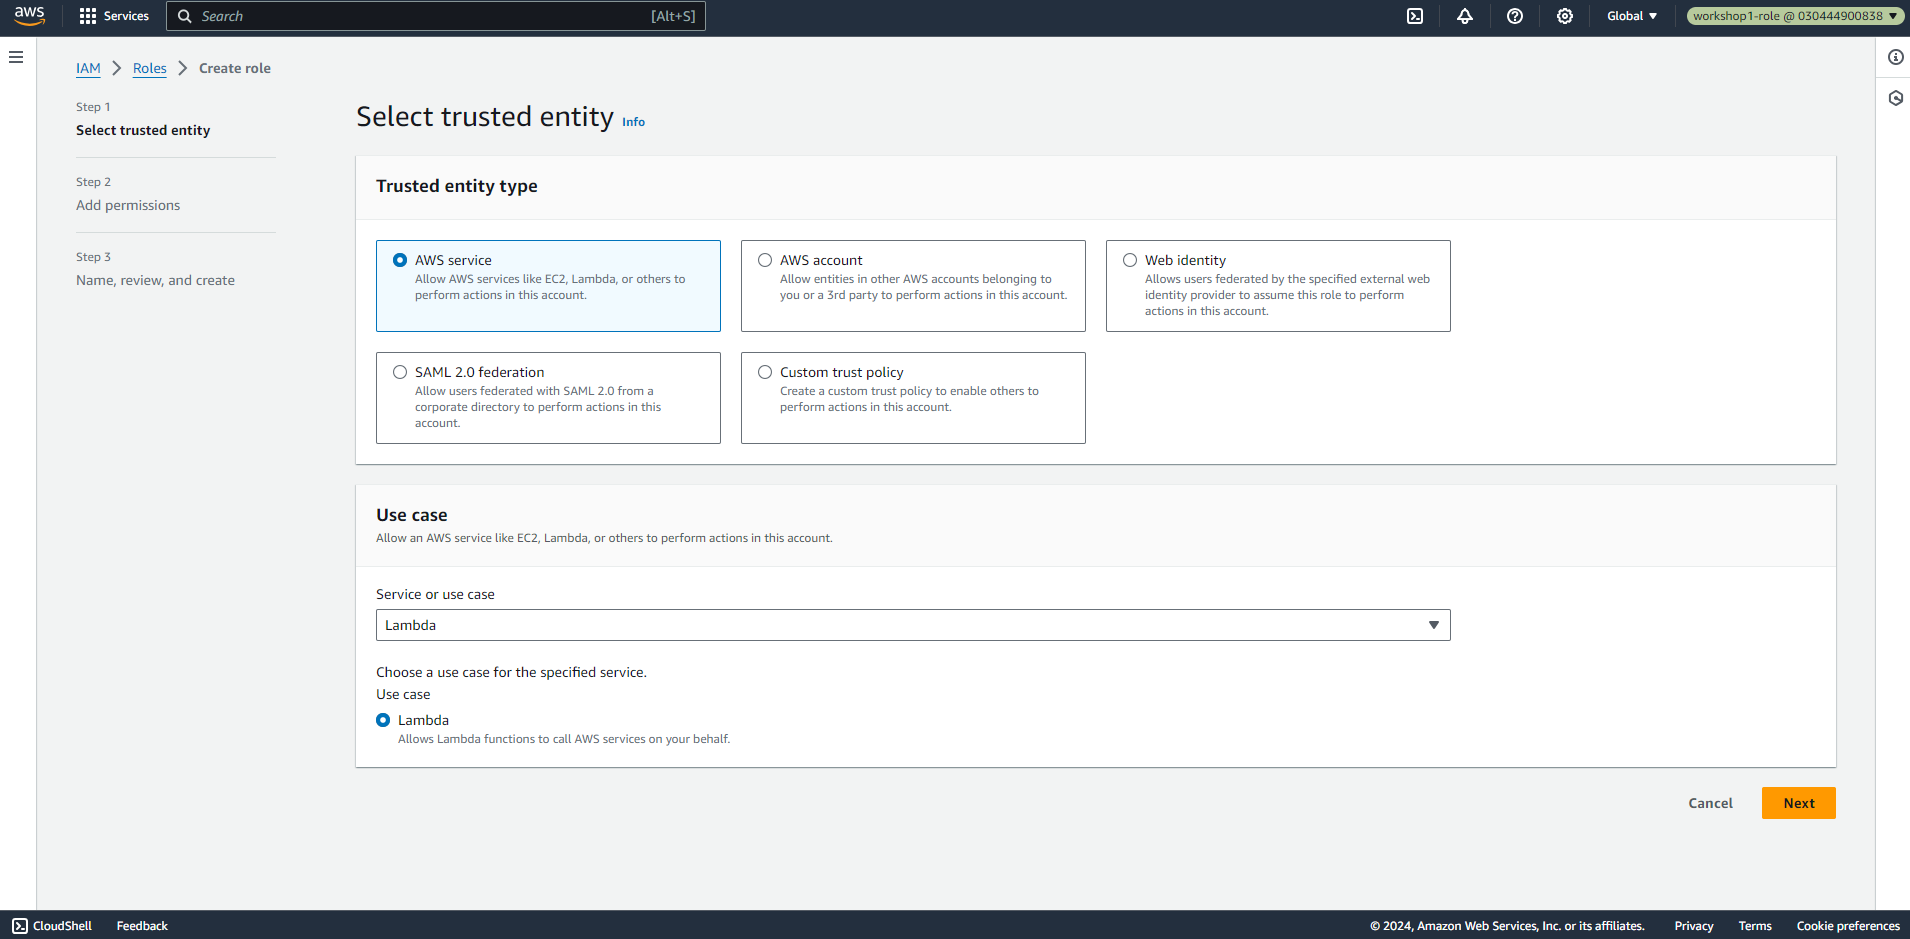 aws
Services
Search
[Alt+S]
Global
workshop1-role @ 030444900838
IAM
Roles
Create role
Step 1
Select trusted entity
Step 2
Add permissions
Step 3
Name, review, and create
Select trusted entity Info
Trusted entity type
AWS service
Allow AWS services like EC2, Lambda, or others to
perform actions in this account.
AWS account
Allow entities in other AWS accounts belonging to
you or a 3rd party to perform actions in this account.
Web identity
Allows users federated by the specified external web
identity provider to assume this role to perform
actions in this account.
SAML 2.0 federation
Allow users federated with SAML 2.0 from a
corporate directory to perform actions in this
account.
Custom trust policy
Create a custom trust policy to enable others to
perform actions in this account.
Use case
Allow an AWS service like EC2, Lambda, or others to perform actions in this account.
Service or use case
Lambda
Choose a use case for the specified service.
Use case
Lambda
Allows Lambda functions to call AWS services on your behalf.
Cancel
Next
CloudShell
Feedback
© 2024, Amazon Web Services, Inc. or its affiliates.
Privacy
Terms
Cookie preferences